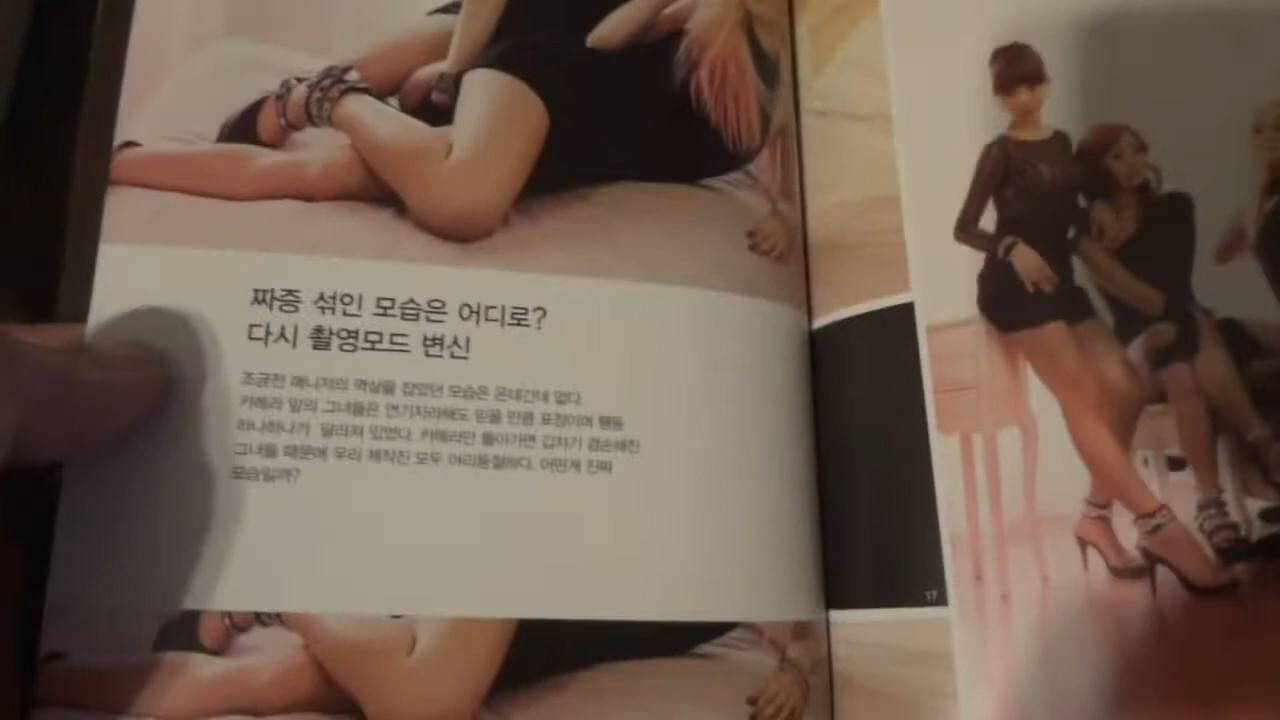 짜증 섞인 모습은 어디로?
다시 촬영모드 변신
조금전 매니저의 멱살을 잡았던 모습은 온데간데 없다.
카메라 앞의 그녀들은 연기자라해도 믿을 만큼 표정이며 행동
하나하나가 달라져 있었다. 카메라만 돌아가면 갑자기 겸손해진
그녀들 때문에 우리 제작진 모두 어리둥절하다. 어떤게 진짜
모습일까?
17